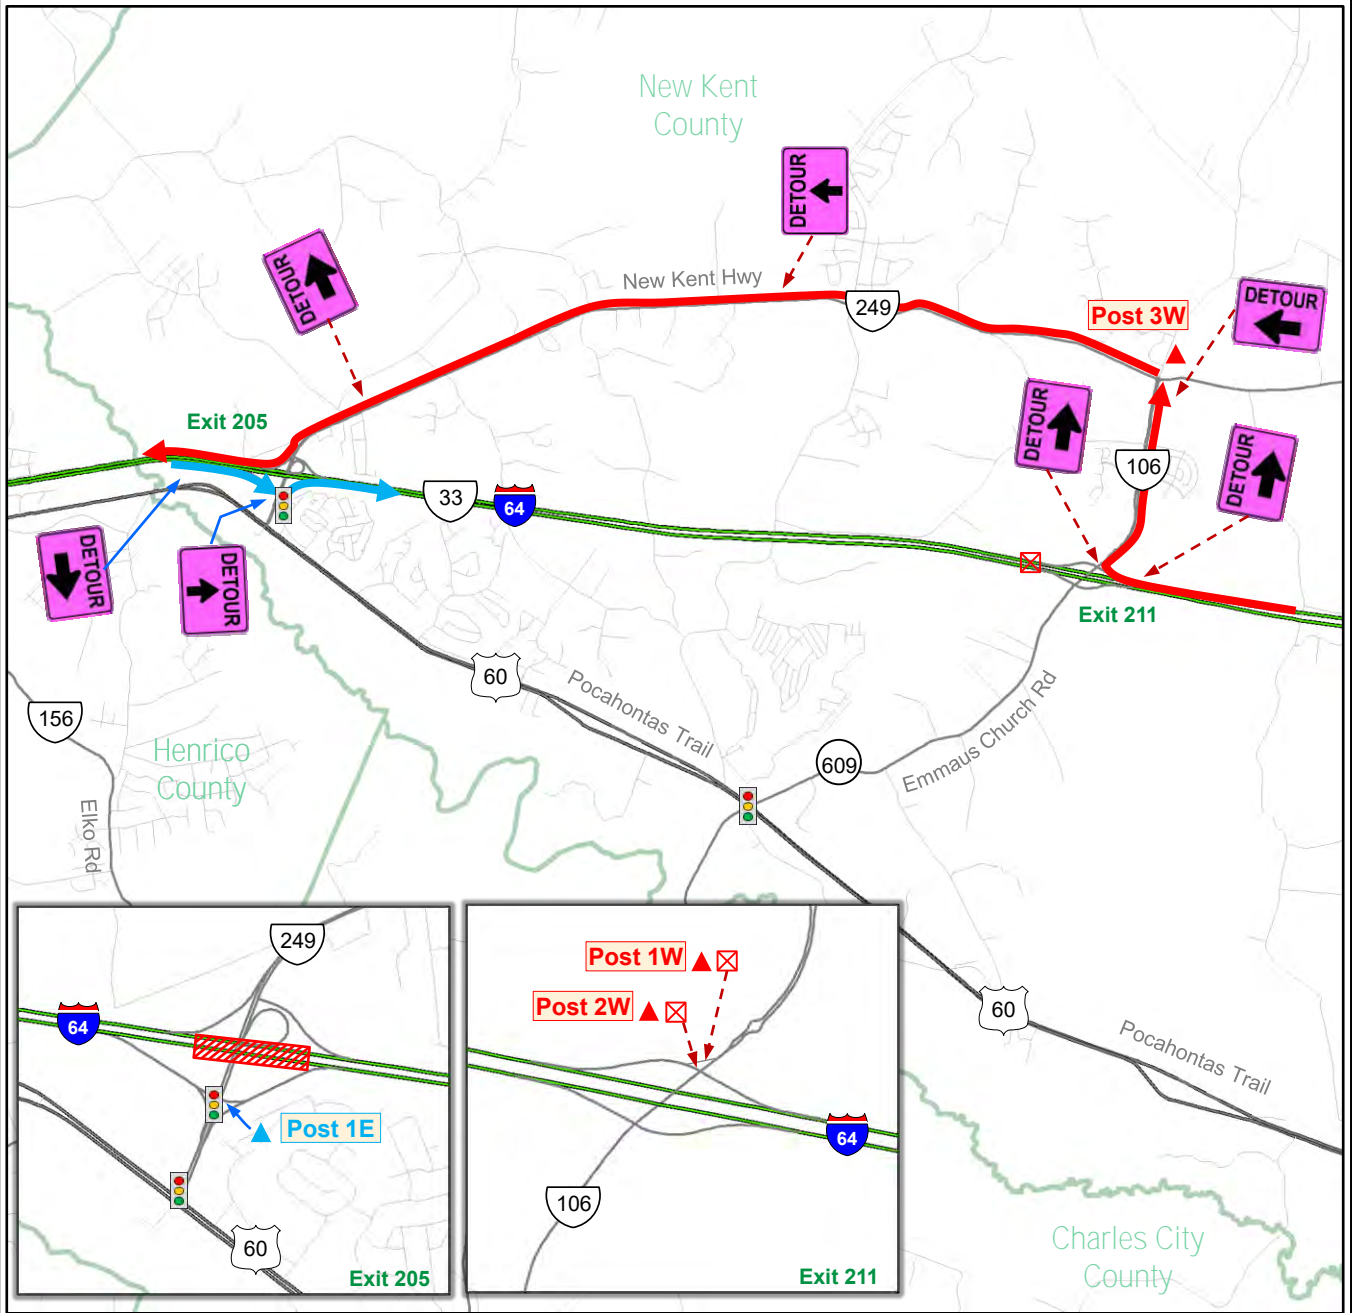 New Kent
County
DETOUR
DETOUR
New Kent Hwy
249
Post 3W
DETOUR
DETOUR
Exit 205
DETOUR
106
33
64
DETOUR
DETOUR
Exit 211
60
Pocahontas Trail
156
Henrico
County
609
Emmaus Church Rd
Elko Rd
249
64
Post 1E
60
Exit 205
Post 1W
Post 2W
64
106
Exit 211
60
Pocahontas Trail
Charles City
County